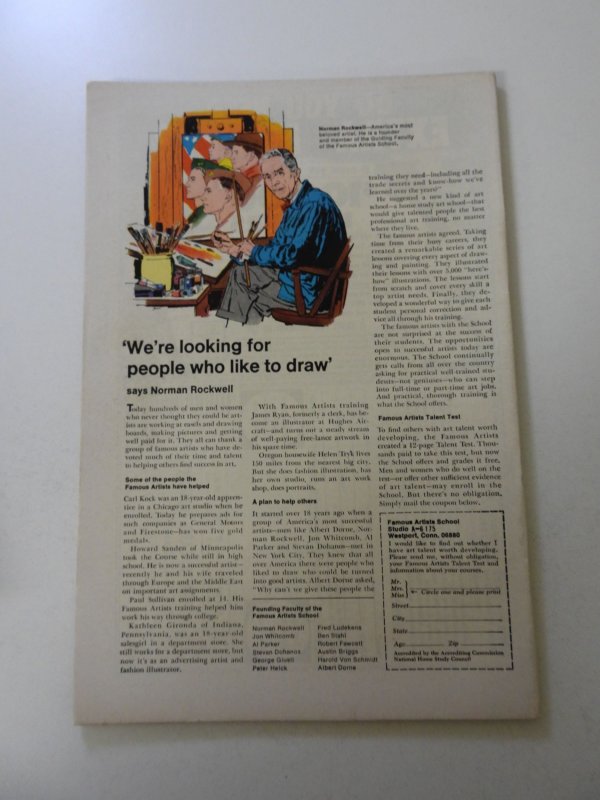 Norman Rockwell—America's most
beloved artist. He is a founder
and member of the Guiding Faculty
of the Famous Artists School.
'We're looking for
people who like to draw'
says Norman Rockwell
Today hundreds of men and women
who never thought they could be art-
ists are working at easels and drawing
boards, making pictures and getting
well paid for it. They all can thank a
group of famous artists who have de-
voted much of their time and talent
to helping others find success in art.
Some of the people the
Famous Artists have helped
Carl Kock was an 18-year-old appren-
tice in a Chicago art studio when he
enrolled. Today he prepares ads for
such companies as General Motors
and Firestone—has won five gold
medals.
Howard Sanden of Minneapolis
took the Course while still in high
school. He is now a successful artist—
recently he and his wife traveled
through Europe and the Middle East
on important art assignments.
Paul Sullivan enrolled at 14. His
Famous Artists training helped him
work his way through college.
Kathleen Gironda of Indiana,
Pennsylvania, was an 18-year-old
salesgirl in a department store. She
still works for a department store, but
now it's as an advertising artist and
fashion illustrator.
With Famous Artists training
James Ryan, formerly a clerk, has be-
come an illustrator at Hughes Air-
craft—and turns out a steady stream
of well-paying free-lance artwork in
his spare time.
Oregon housewife Helen Tryk lives
150 miles from the nearest big city.
But she does fashion illustration, has
her own studio, runs an art work
shop, does portraits.
A plan to help others
It started over 18 years ago when a
group of America's most successful
artists—men like Albert Dorne, Nor-
man Rockwell, Jon Whitcomb, Al
Parker and Stevan Dohanos—met in
New York City. They knew that all
over America there were people who
liked to draw who could be turned
into good artists. Albert Dorne asked,
"Why can't we give these people the
Founding Faculty of the
Famous Artists School
Norman Rockwell
Jon Whitcomb
Al Parker
Stevan Dohanos
George Giusti
Peter Helck
Fred Ludekens
Ben Stahl
Robert Fawcett
Austin Briggs
Harold Von Schmidt
Albert Dorne
training they need—including all the
trade secrets and know-how we've
learned over the years?"
He suggested a new kind of art
school—a home study art school—that
would give talented people the best
professional art training, no matter
where they live.
The famous artists agreed. Taking
time from their busy careers, they
created a remarkable series of art
lessons covering every aspect of draw-
ing and painting. They illustrated
their lessons with over 5,000 "here's-
how" illustrations. The lessons start
from scratch and cover every skill a
top artist needs. Finally, they de-
veloped a wonderful way to give each
student personal correction and ad-
vice all through his training.
The famous artists with the School
are not surprised at the success of
their students. The opportunities
open to successful artists today are
enormous. The School continually
gets calls from all over the country
asking for practical well trained stu-
dents—not geniuses—who can step
into full-time or part-time art jobs.
And practical, thorough training is
what the School offers.
Famous Artists Talent Test
To find others with art talent worth
developing, the Famous Artists
created a 12-page Talent Test. Thou-
sands paid to take this test, but now
the School offers and grades it free.
Men and women who do well on the
test—or offer other sufficient evidence
of art talent—may enroll in the
School. But there's no obligation.
Simply mail the coupon below.
Famous Artists School
Studio
Westport, Conn. 06880
I would like to find out whether I
have art talent worth developing.
Please send me, without obligation,
your Famous Artists Talent Test and
information about your courses.
Mr.
Mrs.
Miss
Circle one and please print
Street
City
State
Age Zip
Accredited by the Accrediting Commission
National Home Study Council